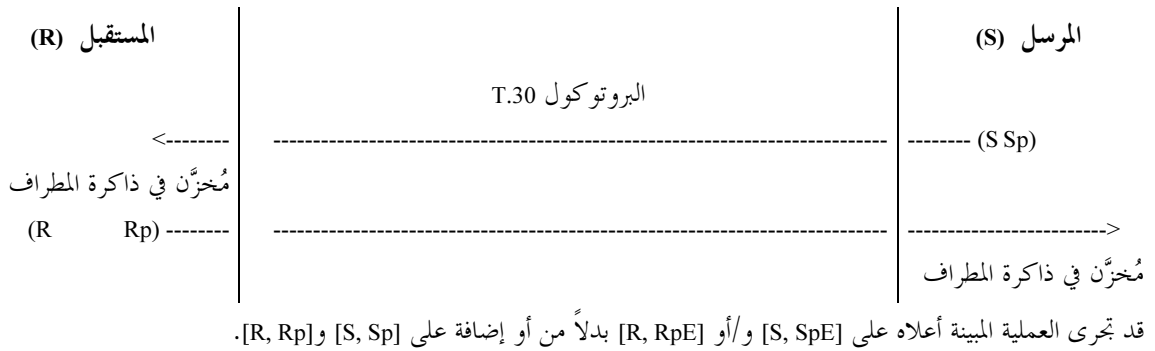 المرسل (S) المستقبل (R)
البروتوكول T.30
(S Sp) -------- ------------------------------------------------------------------------------- --------<
مُخزَّن في ذاكرة المطراف
(R Rp) -------- ------------------------------------------------------------------------------- ------------------------->
مُخزَّن في ذاكرة المطراف
قد تجرى العملية المبينة أعلاه على [S, SpE] و/أو [R, RpE] بدلاً من أو إضافة على [S, Sp] و[R, Rp].